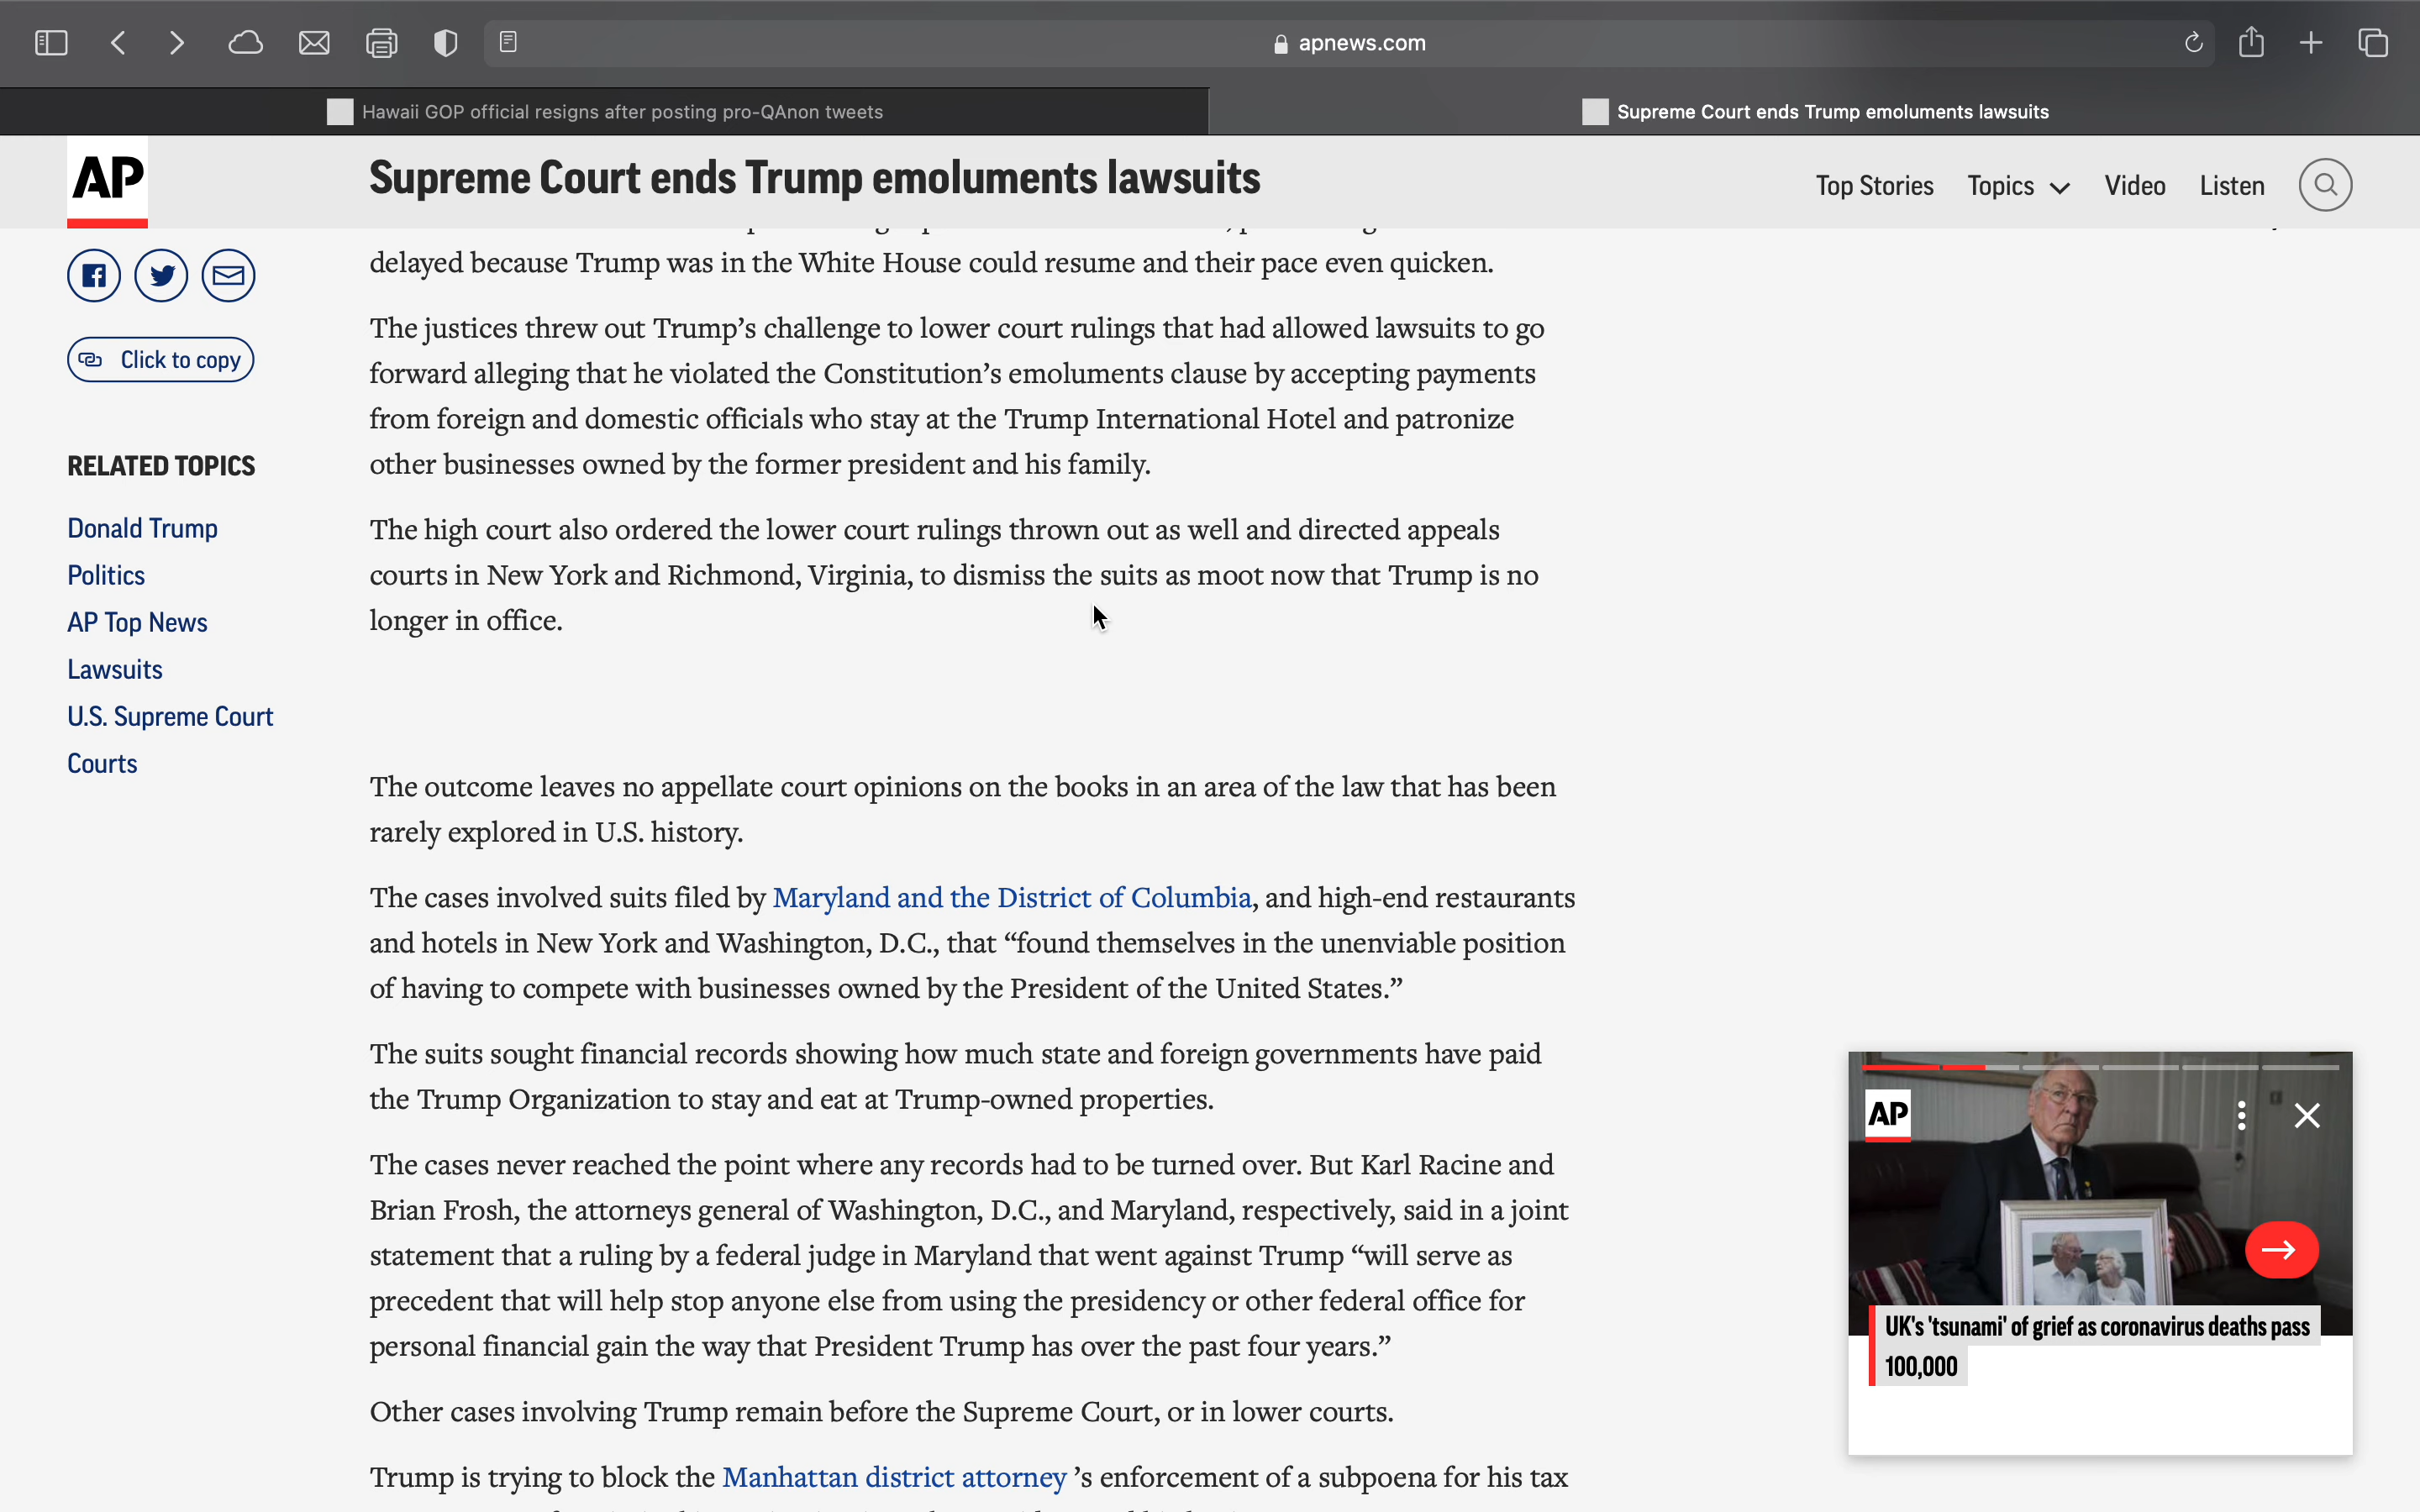 apnews.com
Hawaii GOP official resigns after posting pro-QAnon tweets
Supreme Court ends Trump emoluments lawsuits
AP
Supreme Court ends Trump emoluments lawsuits
Top Stories
Topics
Video
Listen
Click to copy
RELATED TOPICS
Donald Trump
Politics
AP Top News
Lawsuits
U.S. Supreme Court
Courts
delayed because Trump was in the White House could resume and their pace even quicken.
The justices threw out Trump’s challenge to lower court rulings that had allowed lawsuits to go
forward alleging that he violated the Constitution’s emoluments clause by accepting payments
from foreign and domestic officials who stay at the Trump International Hotel and patronize
other businesses owned by the former president and his family.
The high court also ordered the lower court rulings thrown out as well and directed appeals
courts in New York and Richmond, Virginia, to dismiss the suits as moot now that Trump is no
longer in office.
The outcome leaves no appellate court opinions on the books in an area of the law that has been
rarely explored in U.S. history.
The cases involved suits filed by Maryland and the District of Columbia, and high-end restaurants
and hotels in New York and Washington, D.C., that “found themselves in the unenviable position
of having to compete with businesses owned by the President of the United States.”
The suits sought financial records showing how much state and foreign governments have paid
the Trump Organization to stay and eat at Trump-owned properties.
The cases never reached the point where any records had to be turned over. But Karl Racine and
Brian Frosh, the attorneys general of Washington, D.C., and Maryland, respectively, said in a joint
statement that a ruling by a federal judge in Maryland that went against Trump “will serve as
precedent that will help stop anyone else from using the presidency or other federal office for
personal financial gain the way that President Trump has over the past four years.”
Other cases involving Trump remain before the Supreme Court, or in lower courts.
Trump is trying to block the Manhattan district attorney ’s enforcement of a subpoena for his tax
AP
UK's 'tsunami' of grief as coronavirus deaths pass
100,000